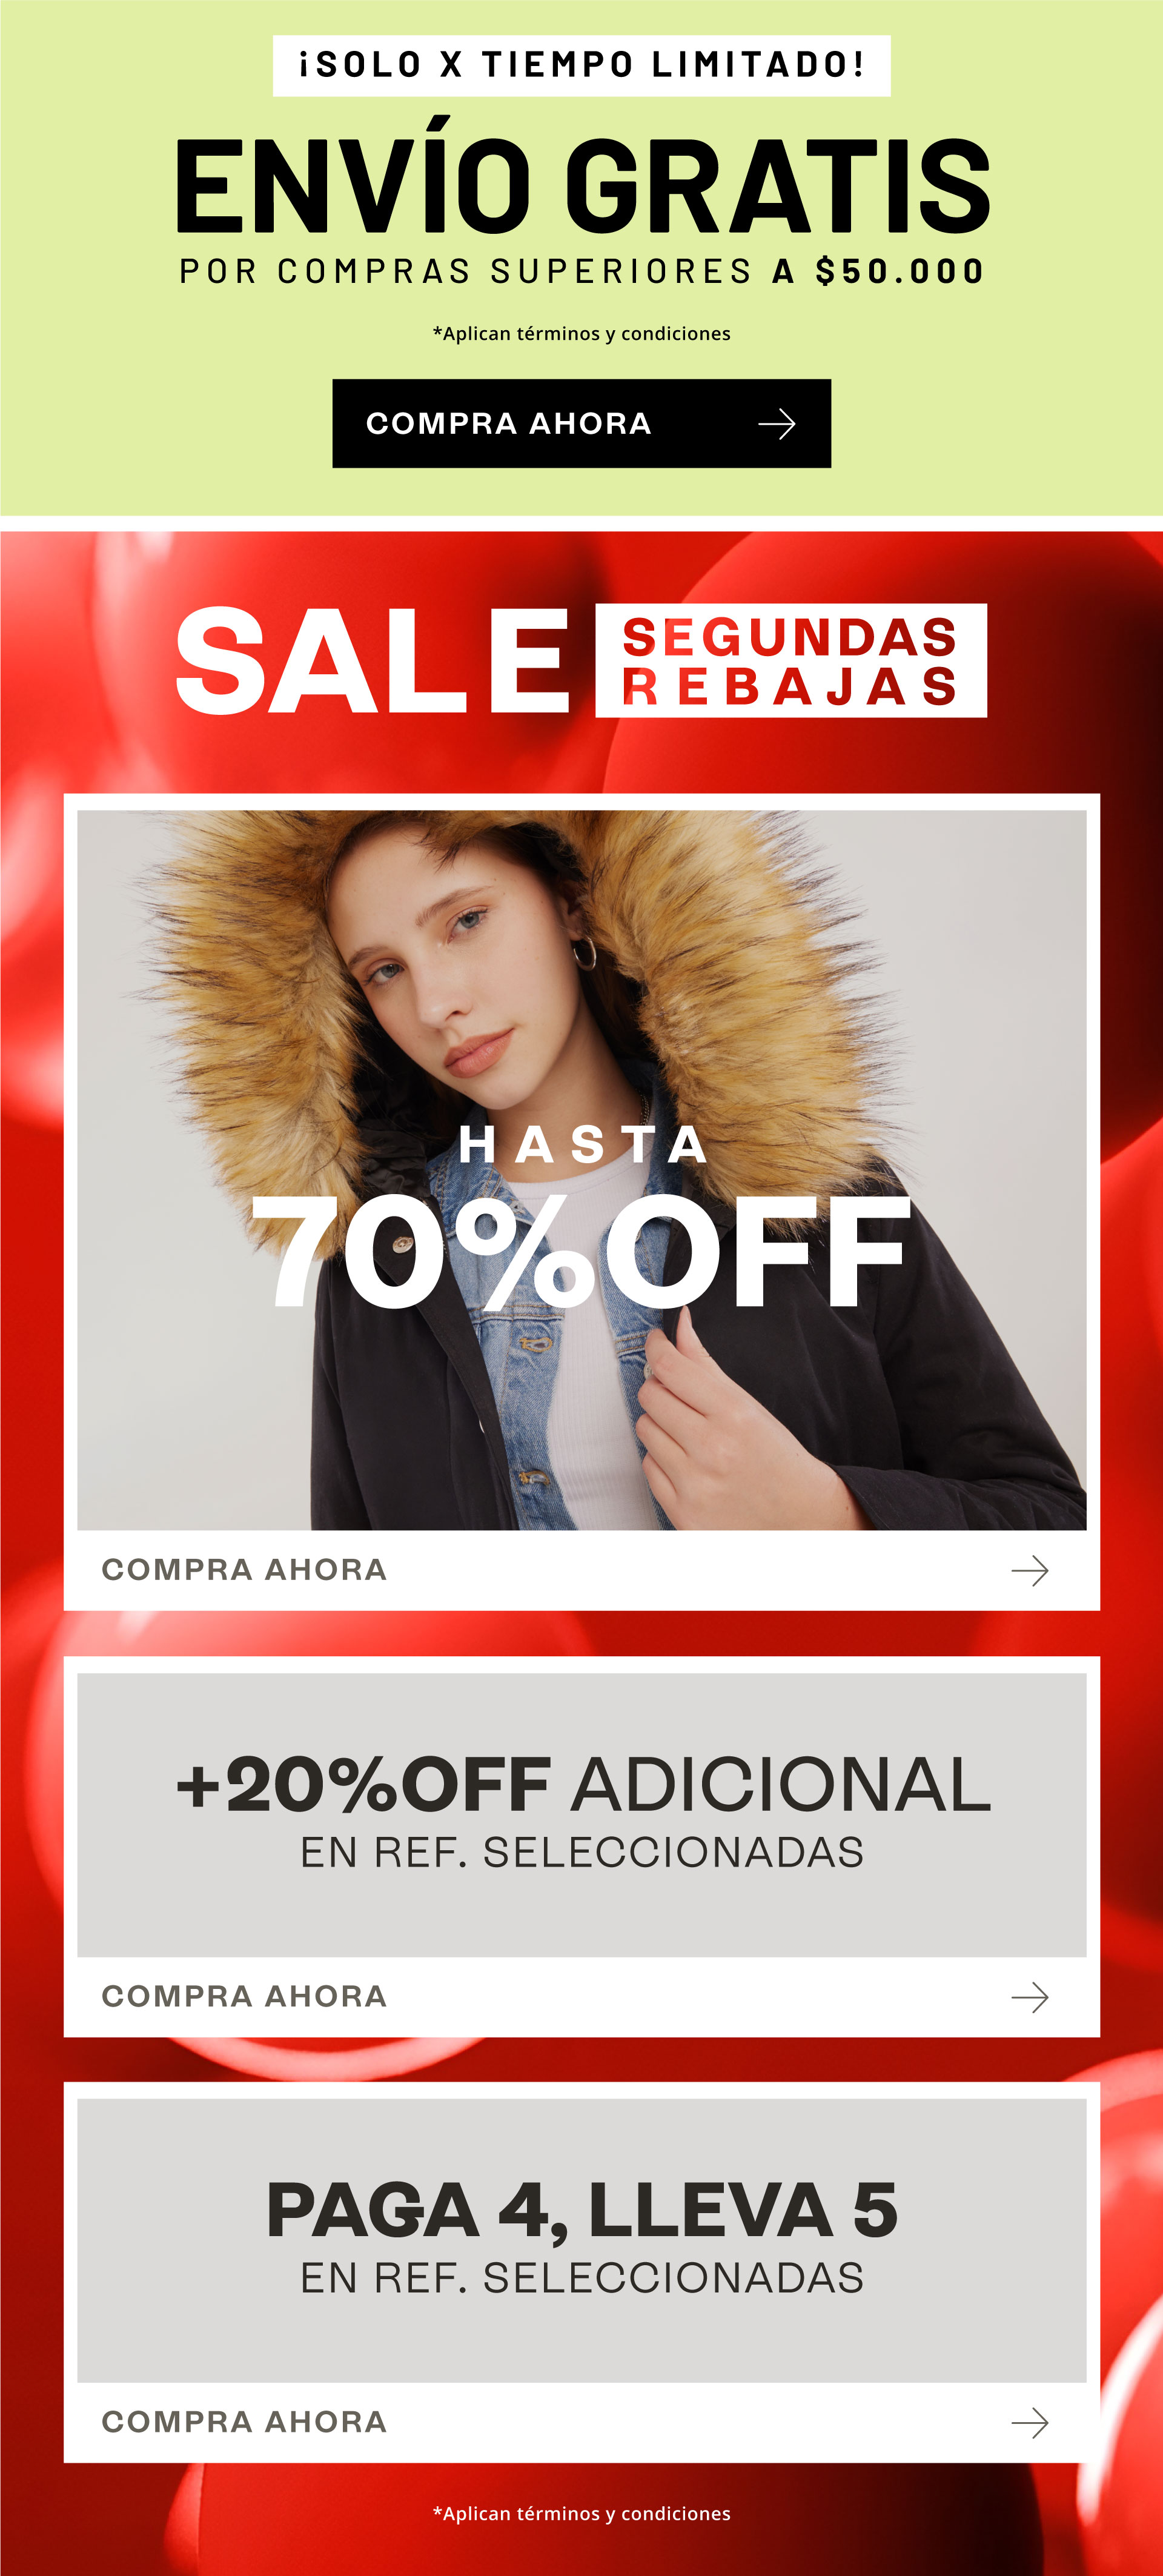 ¡SOLO X TIEMPO LIMITADO!
ENVÍO GRATIS
POR COMPRAS SUPERIORES A $50.000
*Aplican términos y condiciones
COMPRA AHORA
SALE
SEGUNDAS
REBAJAS
HASTA
70%OFF
COMPRA AHORA
+20%OFF ADICIONAL
EN REF. SELECCIONADAS
COMPRA AHORA
PAGA 4, LLEVA 5
EN REF. SELECCIONADAS
COMPRA AHORA
*Aplican términos y condiciones